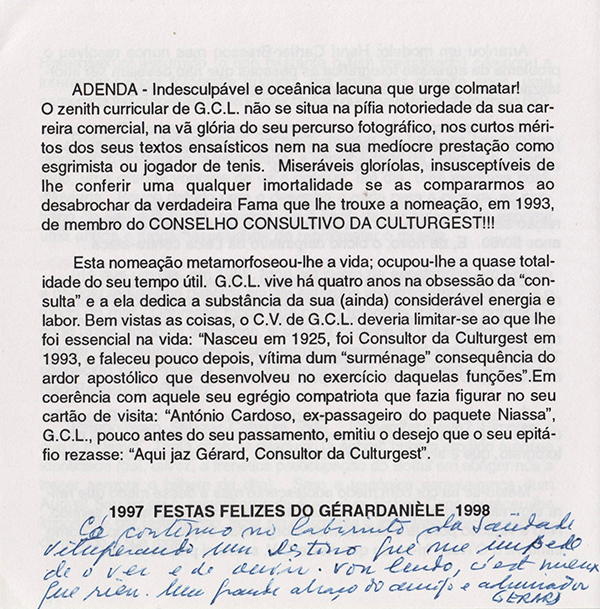 ADENDA - Indesculpável e oceânica lacuna que urge colmatar!
O zenith curricular de G.C.L. não se situa na pífia notoriedade da sua car-
reira comercial, na vã glória do seu percurso fotográfico, nos curtos méri-
tos dos seus textos ensaísticos nem na sua medíocre prestação como
esgrimista ou jogador de tenis. Miseráveis gloríolas, insusceptíveis de
lhe conferir uma qualquer imortalidade se as compararmos ao
desabrochar da verdadeira Fama que lhe trouxe a nomeação, em 1993,
de membro do CONSELHO CONSULTIVO DA CULTURGEST!!!
Esta nomeação metamorfoseou-lhe a vida; ocupou-lhe a quase total-
idade do seu tempo útil. G.C.L. vive há quatro anos na obsessão da “con-
sulta” e a ela dedica a substância da sua (ainda) considerável energia e
labor. Bem vistas as coisas, o C.V. de G.C.L. deveria limitar-se ao que lhe
foi essencial na vida: “Nasceu em 1925, foi Consultor da Culturgest em
1993, e faleceu pouco depois, vítima dum “surménage” consequência do
ardor apostólico que desenvolveu no exercício daquelas funções”.Em
coerência com aquele seu egrégio compatriota que fazia figurar no seu
cartão de visita: “António Cardoso, ex-passageiro do paquete Niassa”,
G.C.L., pouco antes do seu passamento, emitiu o desejo que o seu epitá-
fio rezasse: “Aqui jaz Gérard, Consultor da Culturgest”.
1997 FESTAS FELIZES DO GÉRARDANIÈLE 1998
Cá continuo no labirinto da Saudade
vituperando um Destino que me impede
de o ver e de ouvir. Vou lendo, c'est mieux
que rien. Um grande abraço do amigo e admirador
GERARD